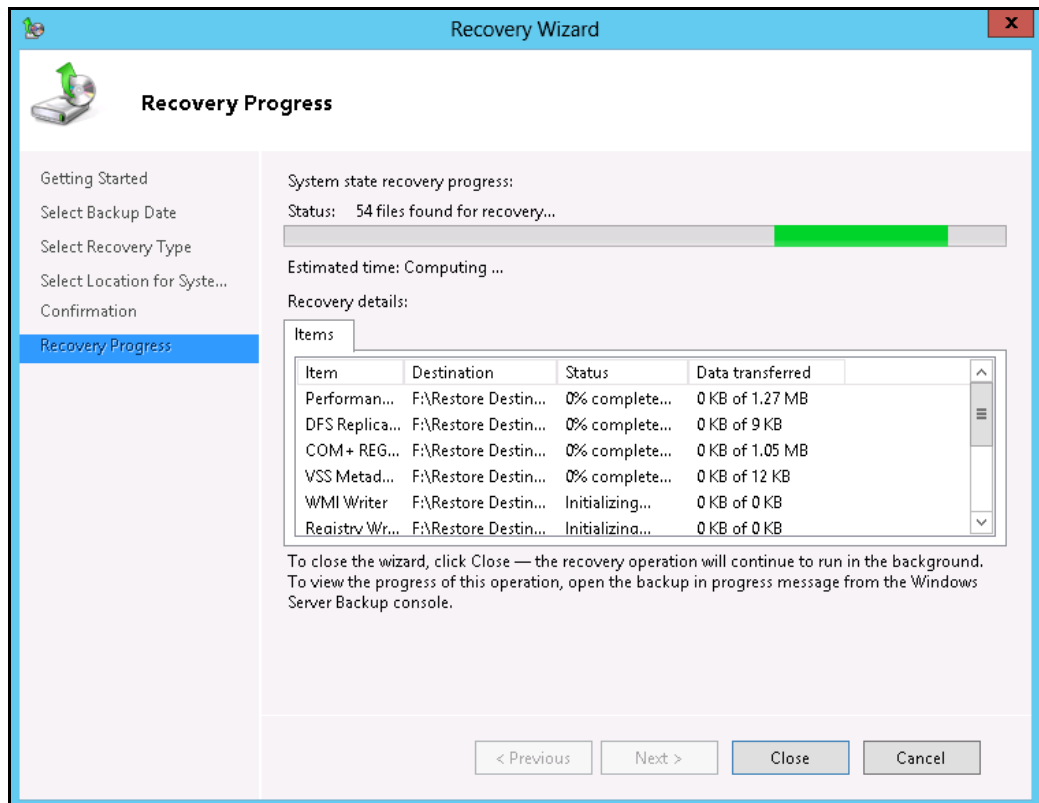 Recovery Wizard
x
Recovery Progress
Getting Started
Select Backup Date
Select Recovery Type
Select Location for Syste...
Confirmation
Recovery Progress
System state recovery progress:
Status: 54 files found for recovery...
Estimated time: Computing ...
Recovery details:
Items
Item Destination Status Data transferred
Performan... F:\Restore Destin... 0% complete... 0 KB of 1.27 MB
DFS Replica... F:\Restore Destin... 0% complete... 0 KB of 9 KB
COM+ REG... F:\Restore Destin... 0% complete... 0 KB of 1.05 MB
VSS Metad... F:\Restore Destin... 0% complete... 0 KB of 12 KB
WMI Writer F:\Restore Destin... Initializing... 0 KB of 0 KB
Registry Wr... F:\Restore Destin... Initializing... 0 KB of 0 KB
To close the wizard, click Close — the recovery operation will continue to run in the background.
To view the progress of this operation, open the backup in progress message from the Windows
Server Backup console.
< Previous Next > Close Cancel